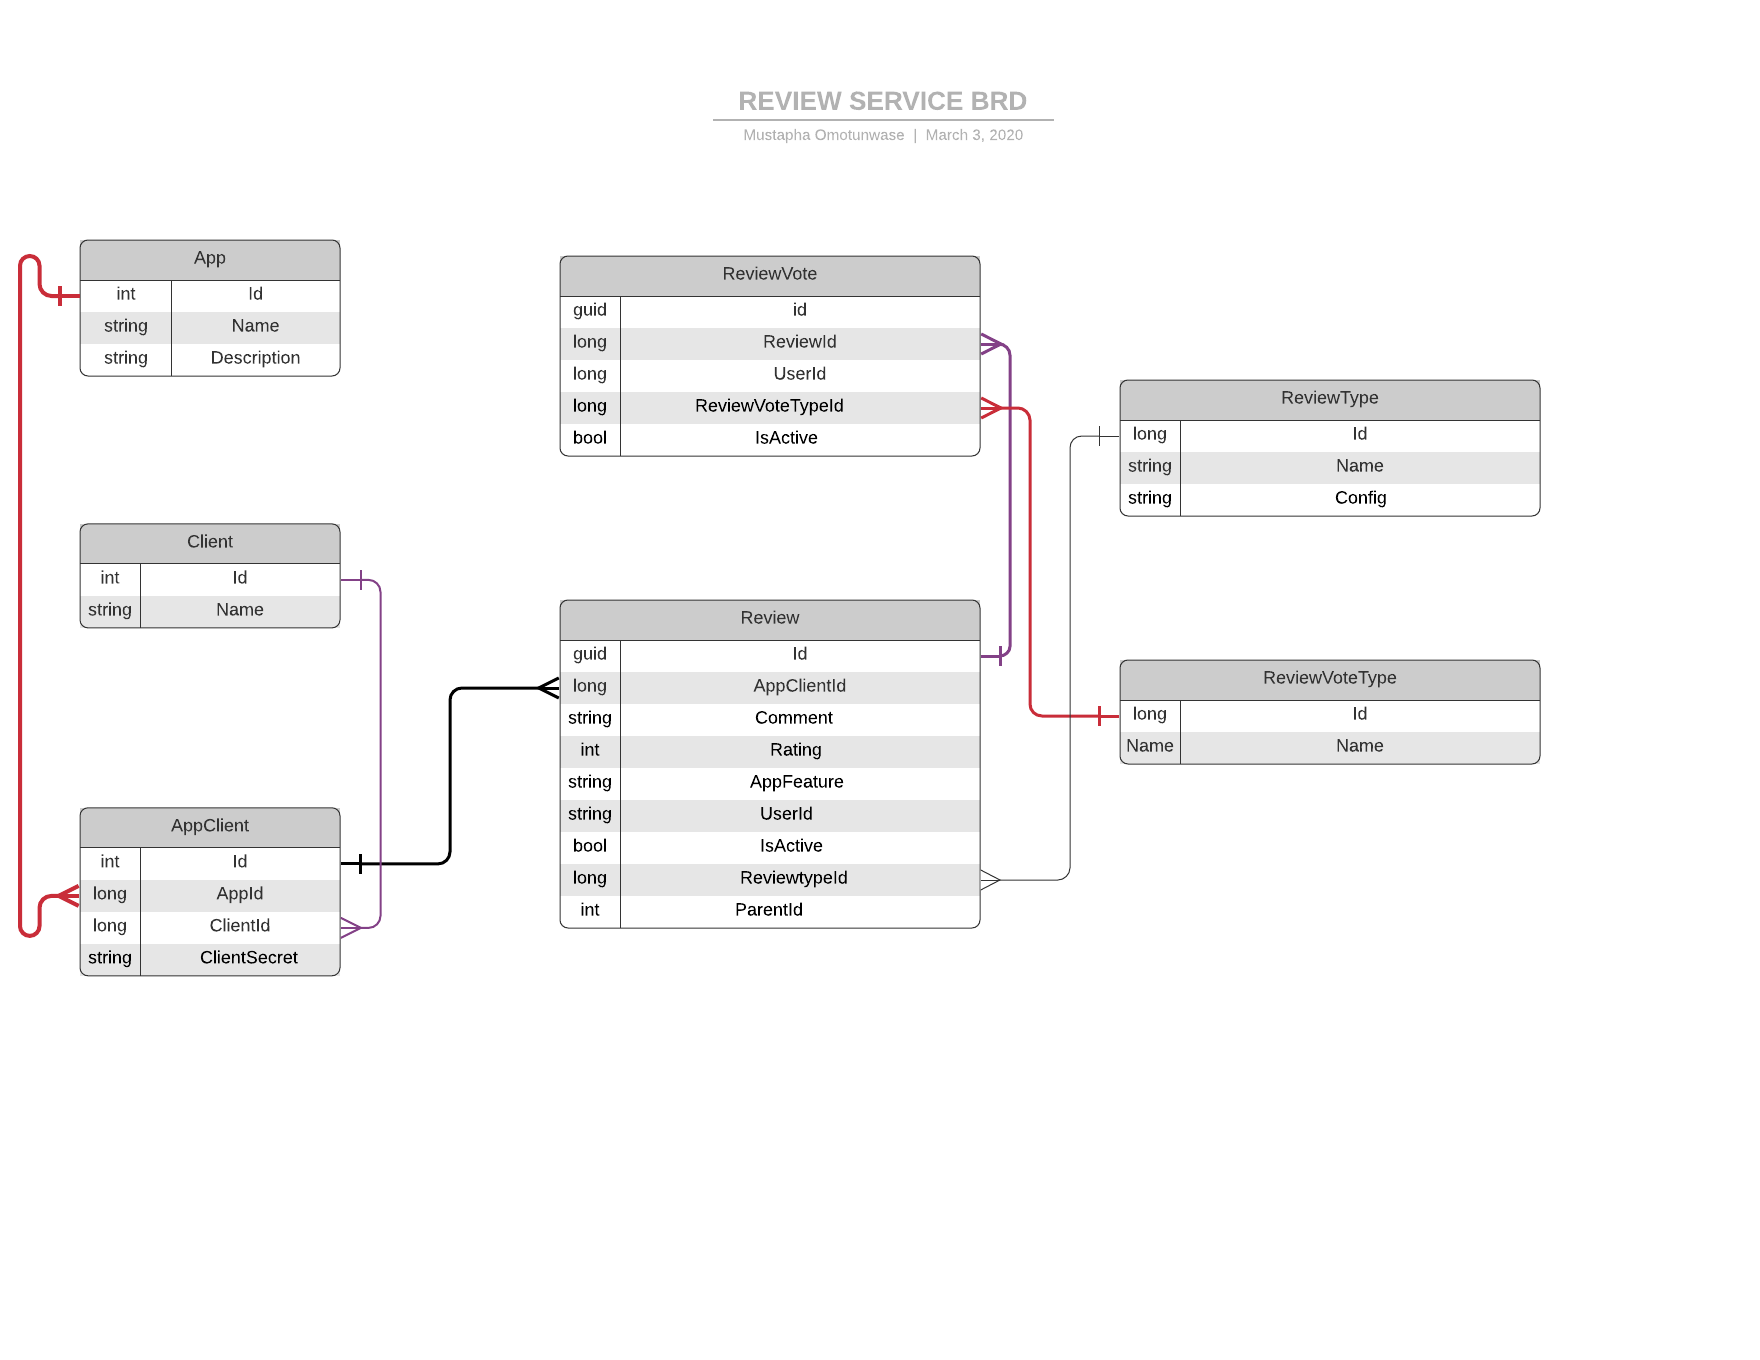 REVIEW SERVICE BRD
Mustapha Omotunwase | March 3, 2020
App
int Id
string Name
string Description
Client
int Id
string Name
AppClient
int Id
long AppId
long ClientId
string ClientSecret
ReviewVote
guid id
long ReviewId
long UserId
long ReviewVoteTypeId
bool IsActive
Review
guid Id
long AppClientId
string Comment
int Rating
string AppFeature
string UserId
bool IsActive
long ReviewtypeId
int ParentId
ReviewType
long Id
string Name
string Config
ReviewVoteType
long Id
Name Name